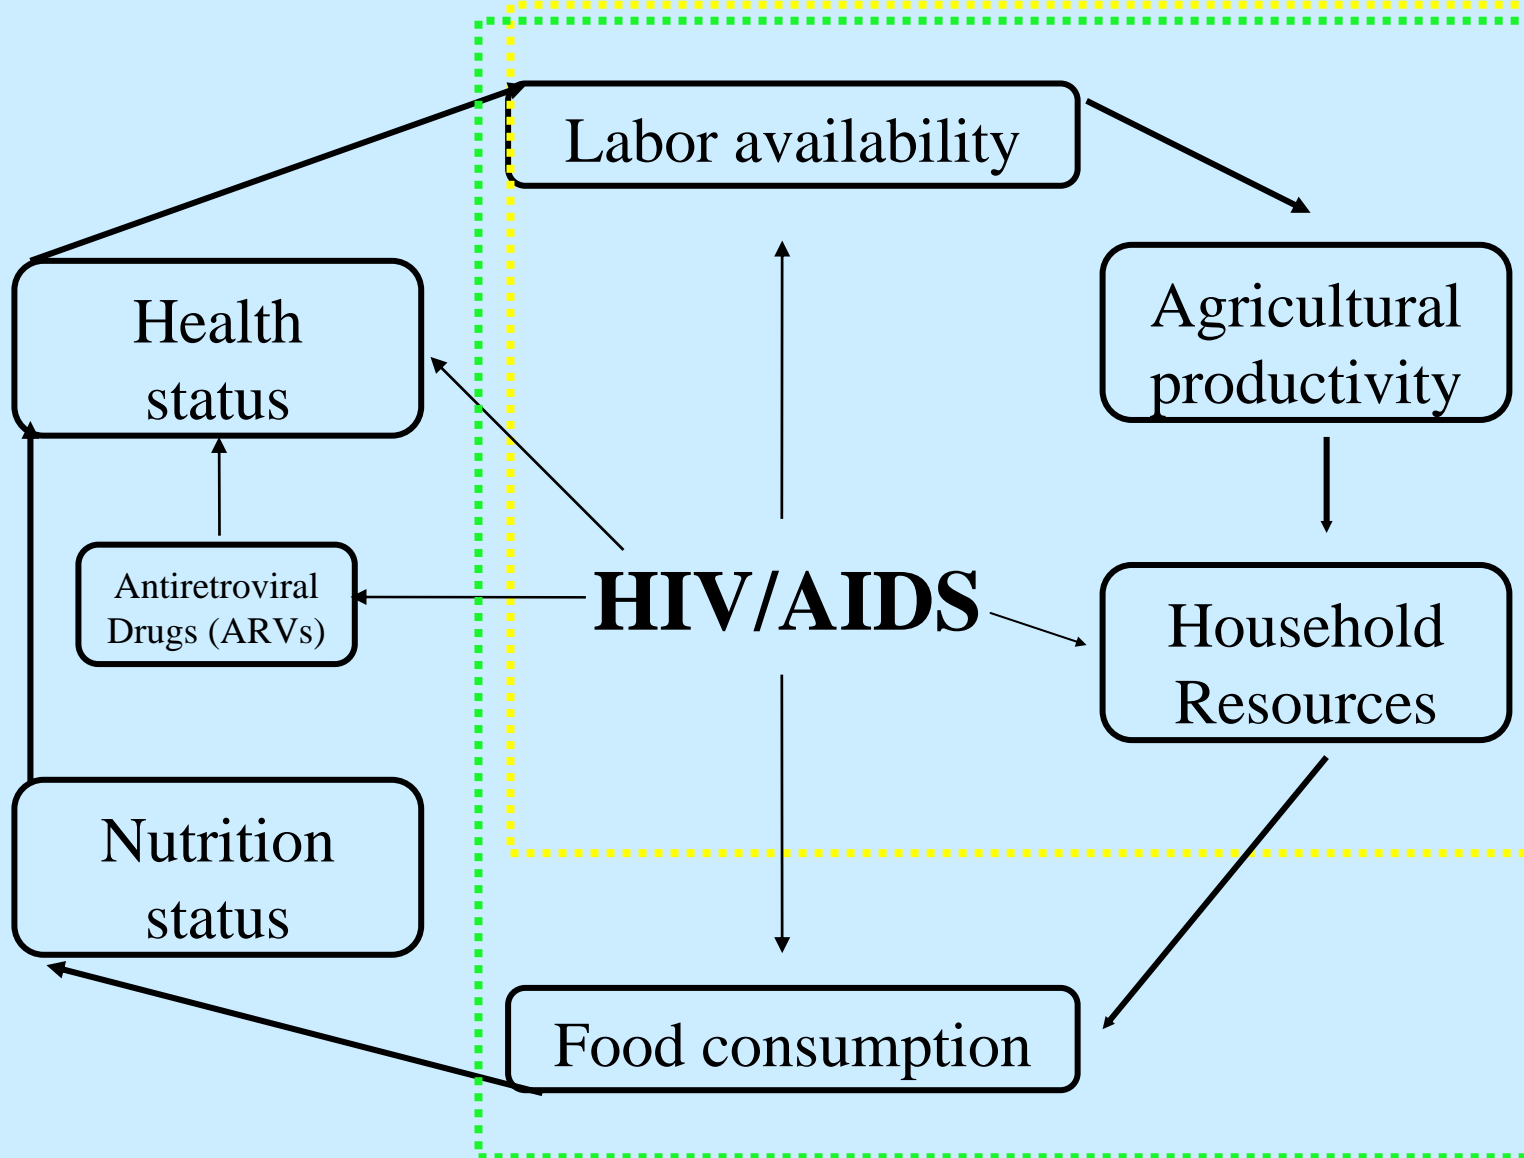 Labor availability
Health
status
Agricultural
productivity
Antiretroviral
Drugs (ARVs)
HIV/AIDS
Household
Resources
Nutrition
status
Food consumption